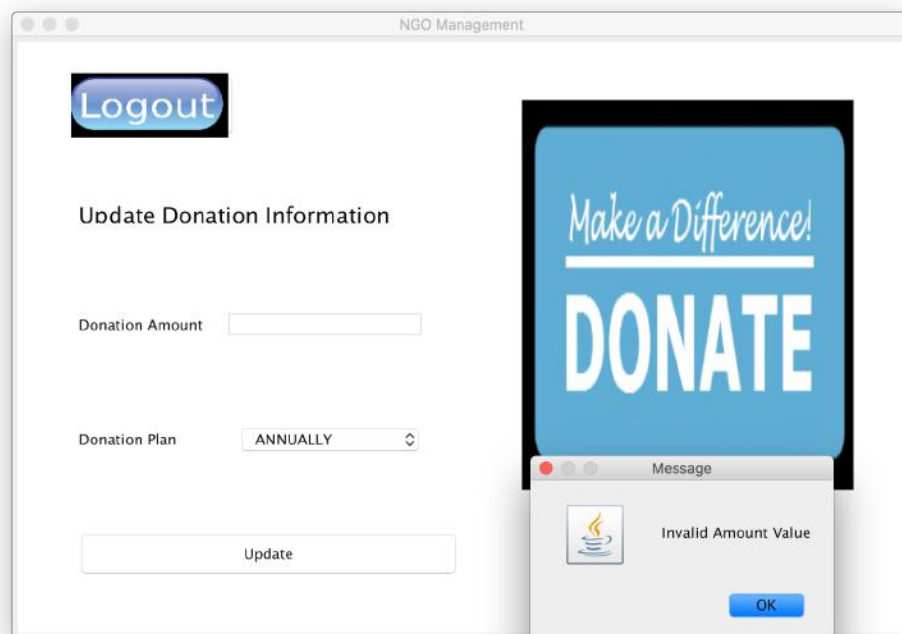 NGO Management
Logout
Update Donation Information
Donation Amount
Donation Plan
ANNUALLY
Update
Make a Difference!
DONATE
Message
Invalid Amount Value
OK